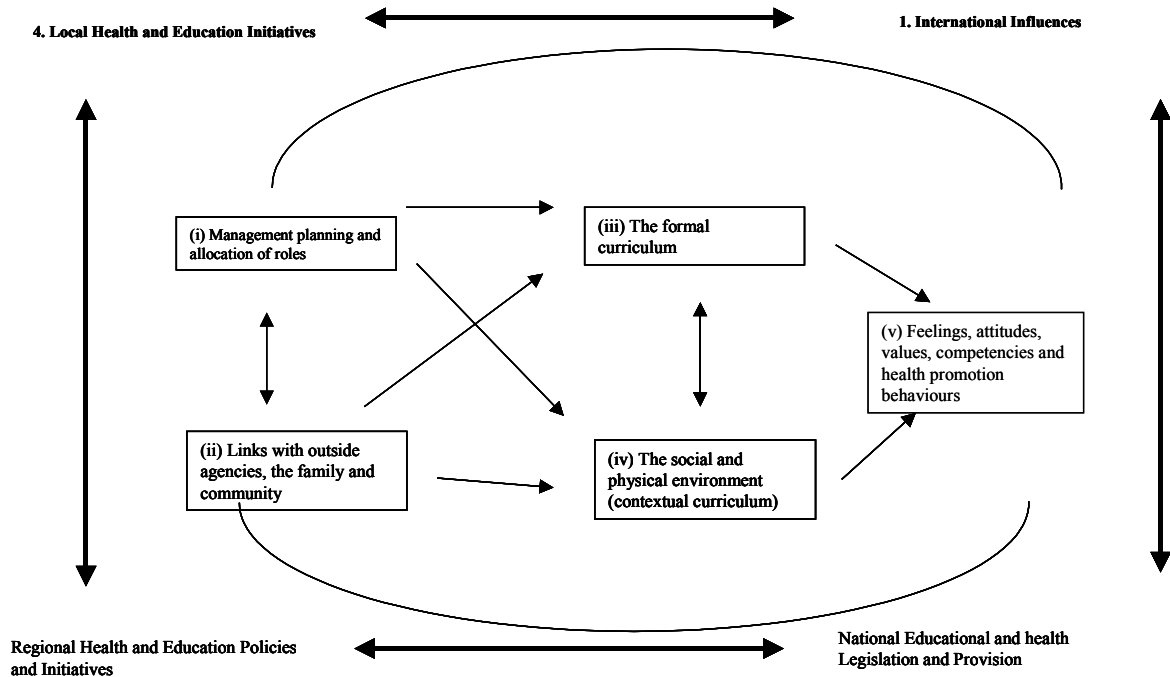 4. Local Health and Education Initiatives
1. International Influences
(i) Management planning and
allocation of roles
(iii) The formal
curriculum
(v) Feelings, attitudes,
values, competencies and
health promotion
behaviours
(ii) Links with outside
agencies, the family and
community
(iv) The social and
physical environment
(contextual curriculum)
Regional Health and Education Policies
and Initiatives
National Educational and health
Legislation and Provision